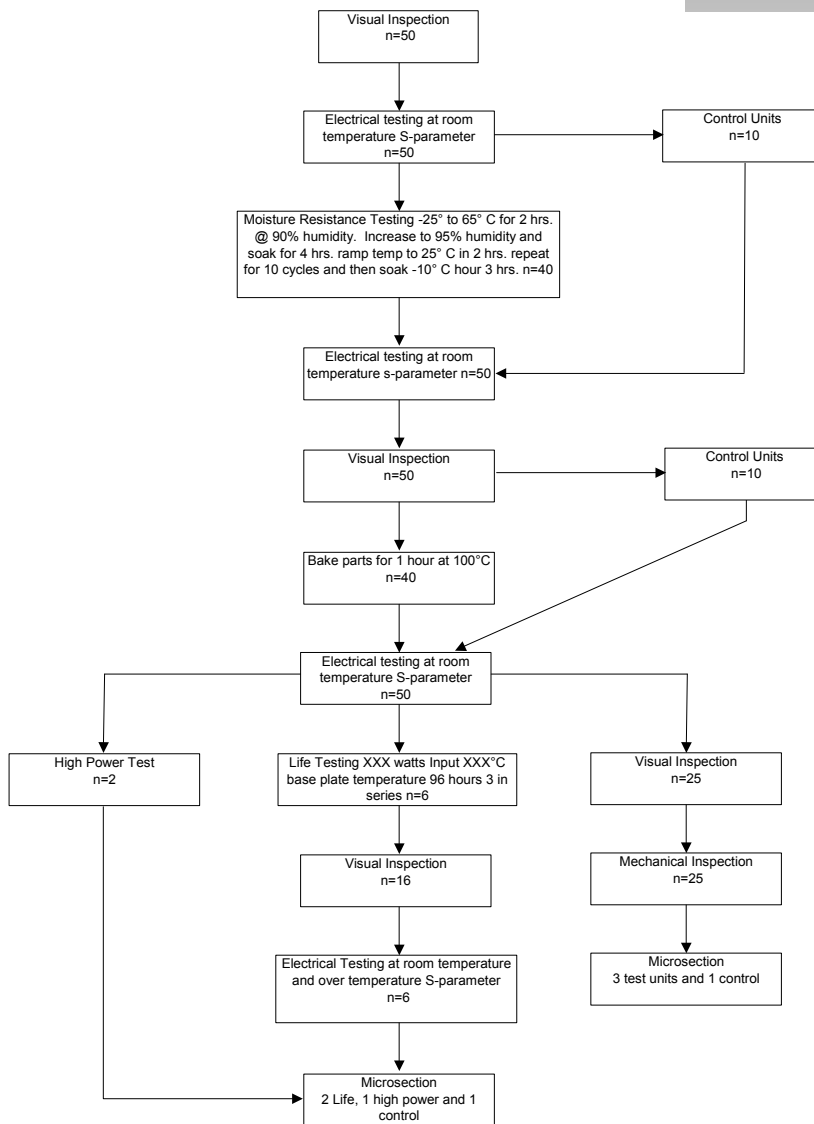 Visual Inspection
n=50
Electrical testing at room
temperature S-parameter
n=50
Control Units
n=10
Moisture Resistance Testing -25° to 65° C for 2 hrs.
@ 90% humidity. Increase to 95% humidity and
soak for 4 hrs. ramp temp to 25° C in 2 hrs. repeat
for 10 cycles and then soak -10° C hour 3 hrs. n=40
Electrical testing at room
temperature s-parameter n=50
Visual Inspection
n=50
Control Units
n=10
Bake parts for 1 hour at 100°C
n=40
Electrical testing at room
temperature S-parameter
n=50
High Power Test
n=2
Life Testing XXX watts Input XXX°C
base plate temperature 96 hours 3 in
series n=6
Visual Inspection
n=25
Visual Inspection
n=16
Mechanical Inspection
n=25
Electrical Testing at room temperature
and over temperature S-parameter
n=6
Microsection
3 test units and 1 control
Microsection
2 Life, 1 high power and 1
control